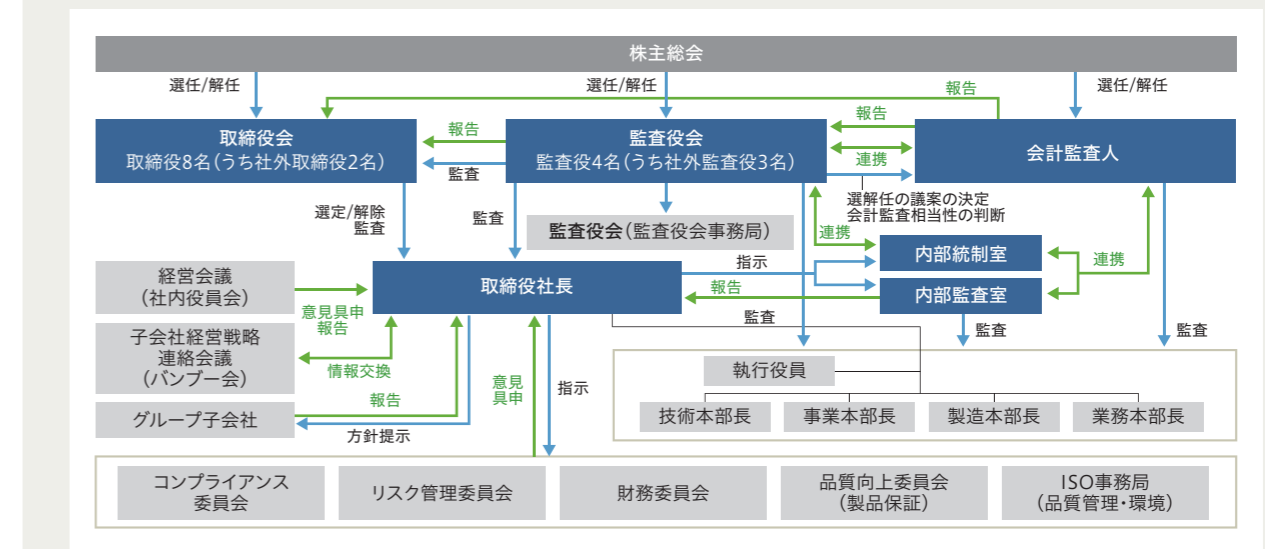 株主総会
選任/解任
選任/解任
報告
選任/解任
取締役会
取締役8名(うち社外取締役2名)
報告
監査
監査役会
監査役4名(うち社外監査役3名)
報告
連携
会計監査人
選解任の議案の決定
会計監査相当性の判断
選定/解除
監査
監査
監査役会(監査役会事務局)
連携
内部統制室
連携
経営会議
(社内役員会)
取締役社長
指示
報告
内部監査室
意見具申
報告
監査
監査
監査
子会社経営戦略
連絡会議
(バンブー会)
情報交換
執行役員
意見
具申
指示
報告
グループ子会社
方針提示
技術本部長
事業本部長
製造本部長
業務本部長
コンプライアンス
委員会
リスク管理委員会
財務委員会
品質向上委員会
(製品保証)
ISO事務局
(品質管理・環境)